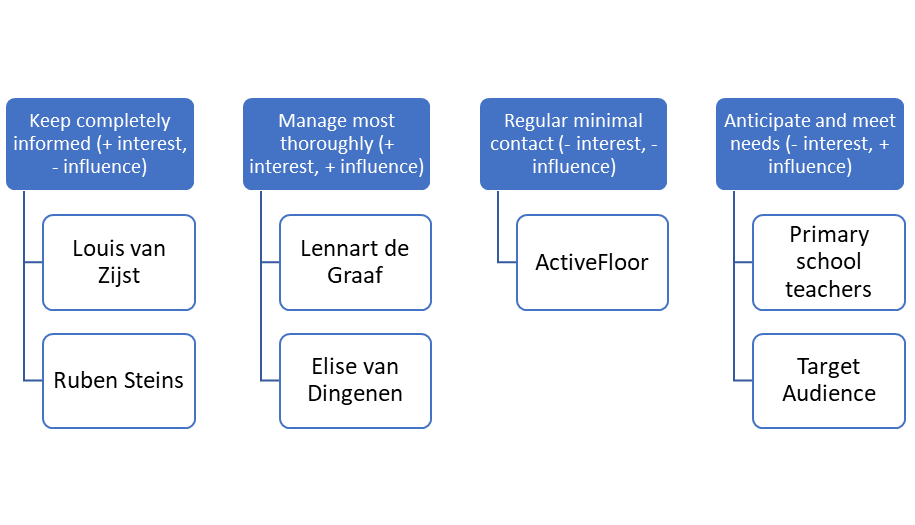 Keep completely
informed (+ interest,
- influence)
Louis van
Zijst
Ruben Steins
Manage most
thoroughly (+
interest, + influence)
Lennart de
Graaf
Elise van
Dingenen
Regular minimal
contact (- interest, -
influence)
ActiveFloor
Anticipate and meet
needs (- interest, +
influence)
Primary
school
teachers
Target
Audience